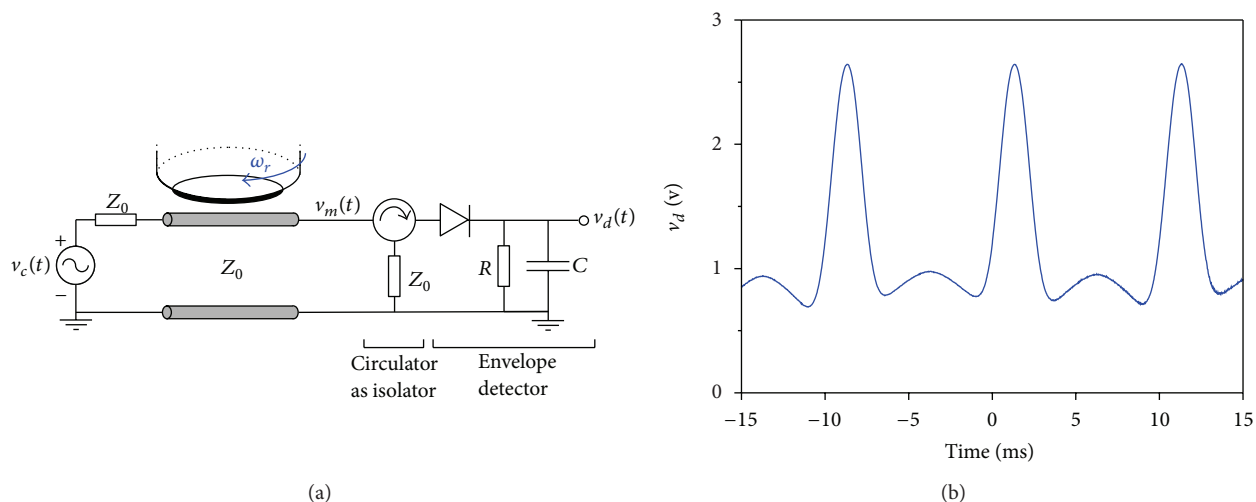 ω_r
Z_0
v_m(t)
v_d(t)
+
v_c(t)
Z_0
Z_0
R
C
−
Circulator
as isolator
Envelope
detector
(a)
3
2
1
0
v_d (v)
−15
−10
−5
0
5
10
15
Time (ms)
(b)